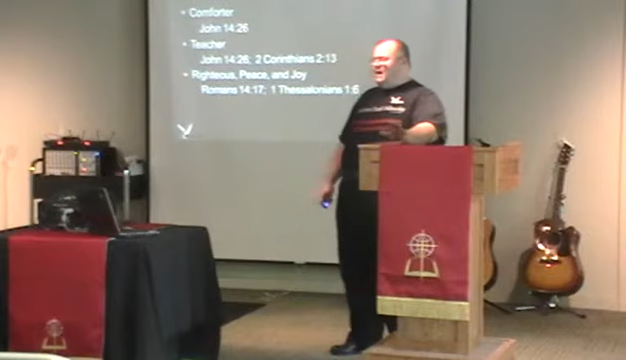 • Comforter
John 14:26
• Teacher
John 14:26; 2 Corinthians 2:13
• Righteous, Peace, and Joy
Romans 14:17; 1 Thessalonians 1:6